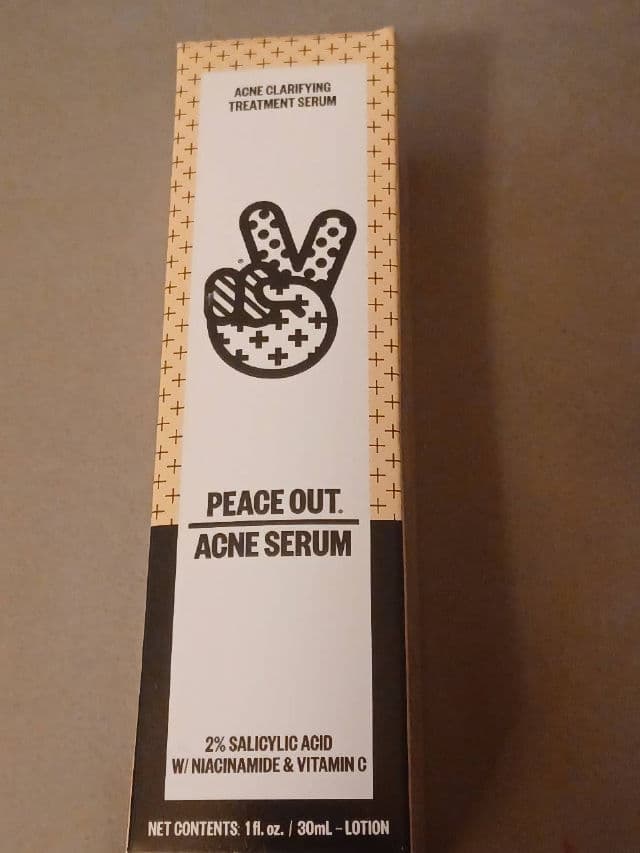 ACNE CLARIFYING
TREATMENT SERUM
PEACE OUT.
ACNE SERUM
2% SALICYLIC ACID
W/ NIACINAMIDE & VITAMIN C
NET CONTENTS: 1 fl. oz. / 30mL – LOTION